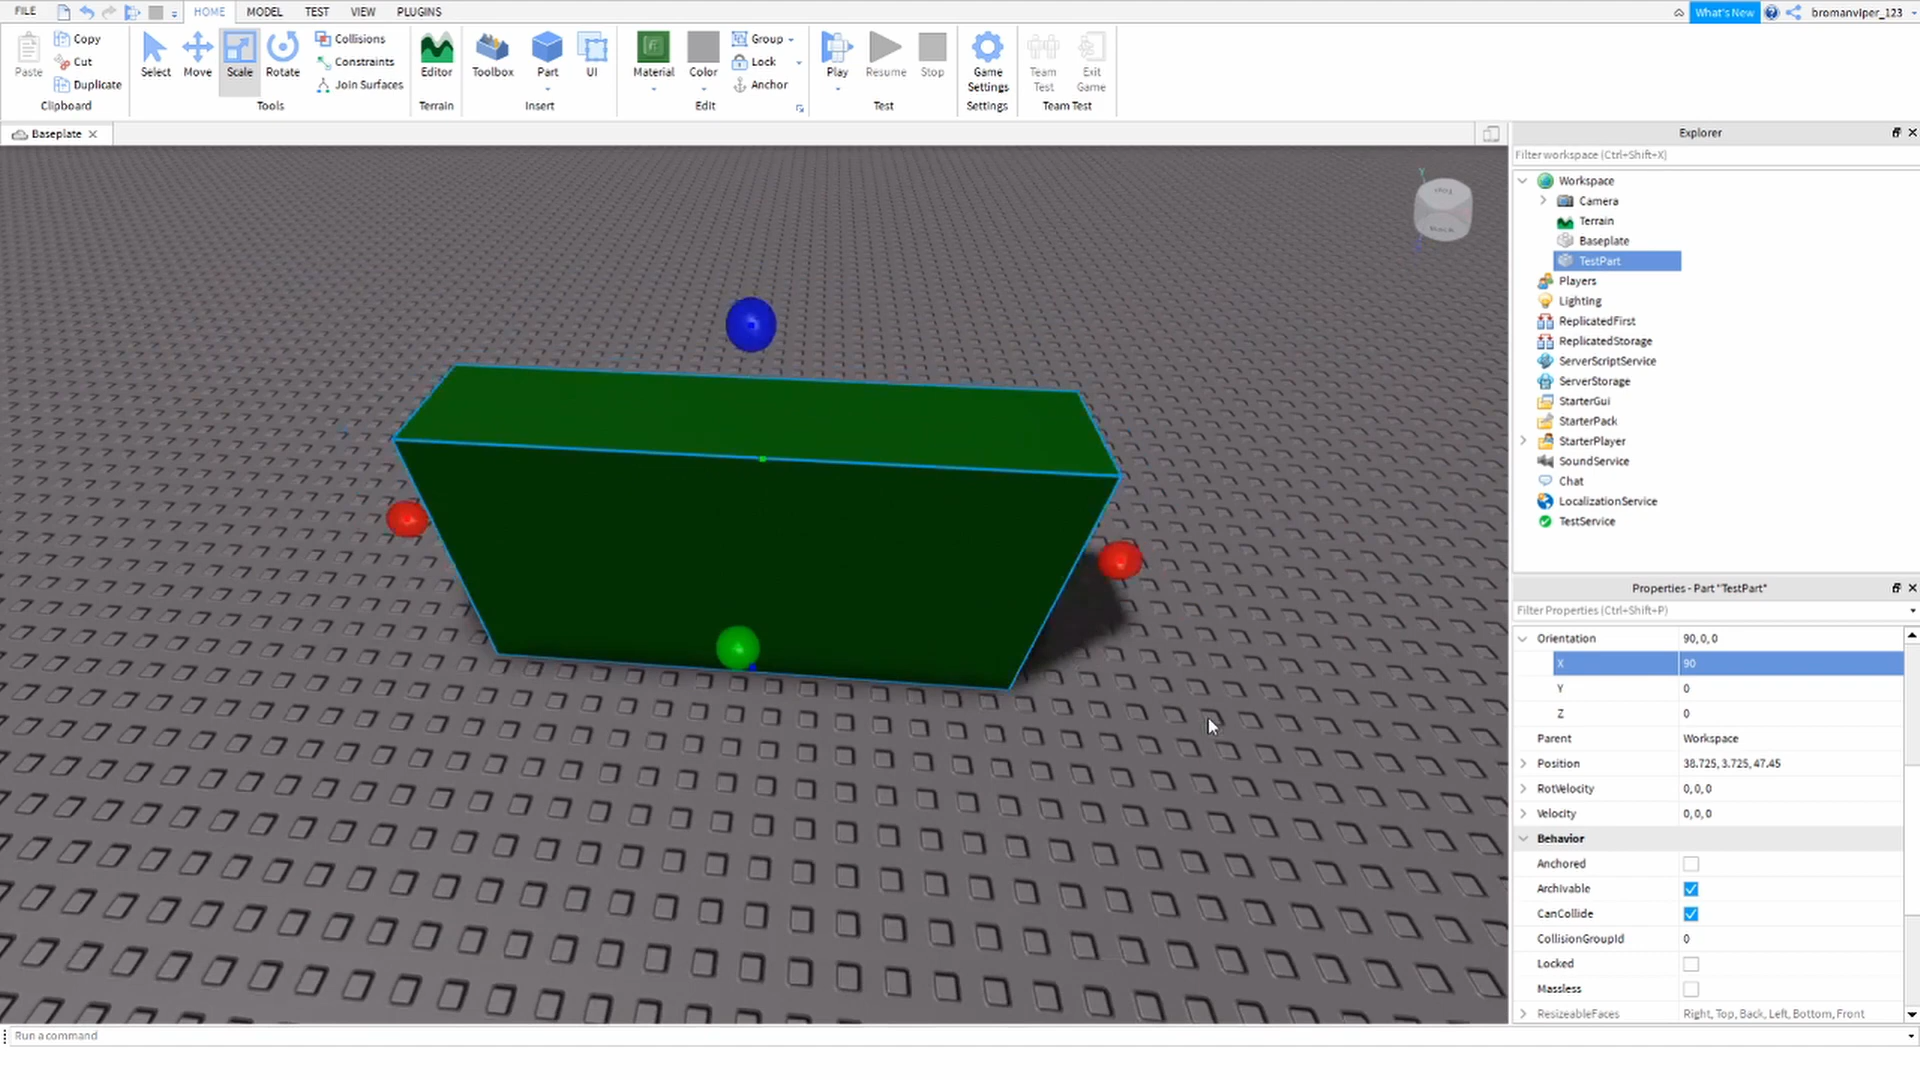 FILE
HOME
MODEL
TEST
VIEW
PLUGINS
What's New
bromanviper_123
Paste
Copy
Cut
Duplicate
Clipboard
Select
Move
Scale
Rotate
Collisions
Constraints
Join Surfaces
Tools
Editor
Terrain
Toolbox
Part
UI
Insert
Material
Color
Group
Lock
Anchor
Edit
Play
Resume
Stop
Test
Game
Settings
Settings
Team
Test
Exit
Game
Team Test
Baseplate
Y
Explorer
Filter workspace (Ctrl+Shift+X)
Workspace
Camera
Terrain
Baseplate
TestPart
Players
Lighting
ReplicatedFirst
ReplicatedStorage
ServerScriptService
ServerStorage
StarterGui
StarterPack
StarterPlayer
SoundService
Chat
LocalizationService
TestService
Properties - Part "TestPart"
Filter Properties (Ctrl+Shift+P)
Orientation 90, 0, 0
X 90
Y 0
Z 0
Parent Workspace
Position 38.725, 3.725, 47.45
RotVelocity 0, 0, 0
Velocity 0, 0, 0
Behavior
Anchored
Archivable
CanCollide
CollisionGroupId 0
Locked
Massless
ResizeableFaces Right, Top, Back, Left, Bottom, Front
Run a command